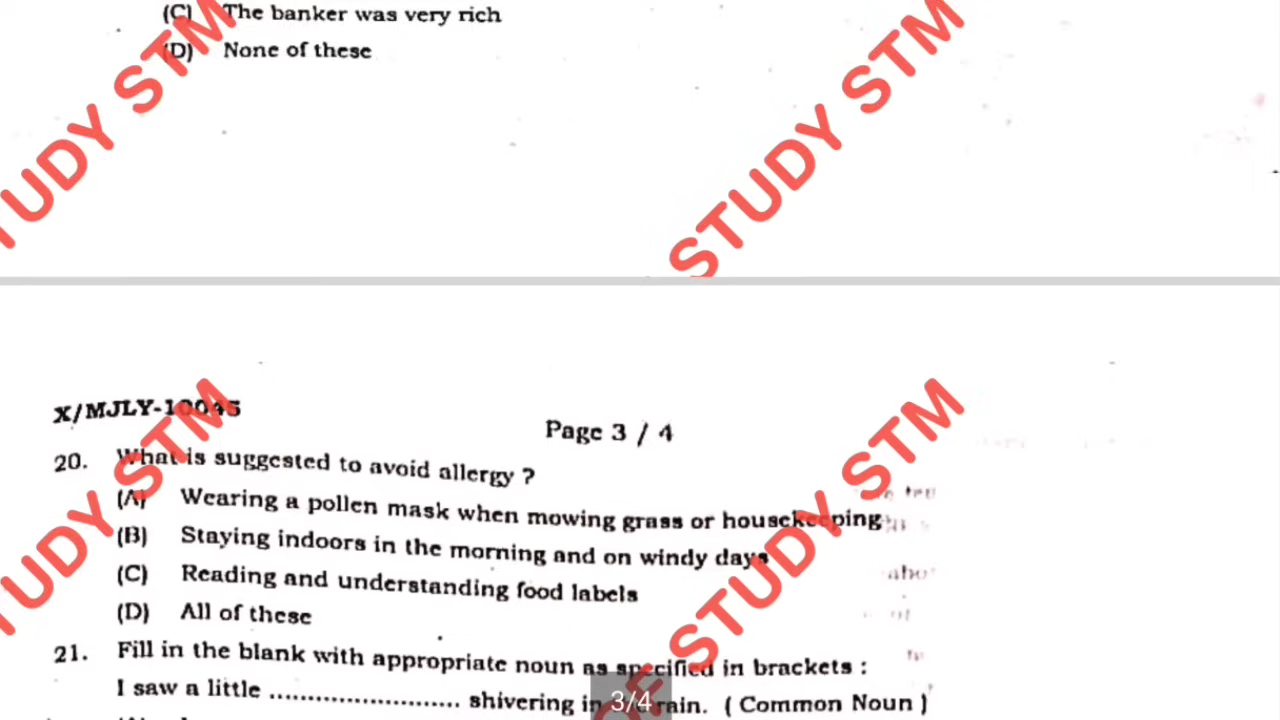 (C) The banker was very rich
(D) None of these
STUDY STM
STUDY STM
X/MJLY-10045
Page 3 / 4
20. What is suggested to avoid allergy ?
(A) Wearing a pollen mask when mowing grass or housekeeping
(B) Staying indoors in the morning and on windy days
(C) Reading and understanding food labels
(D) All of these
STUDY STM
OF STUDY STM
21. Fill in the blank with appropriate noun as specified in brackets :
I saw a little ........................ shivering in rain. ( Common Noun )
3/4